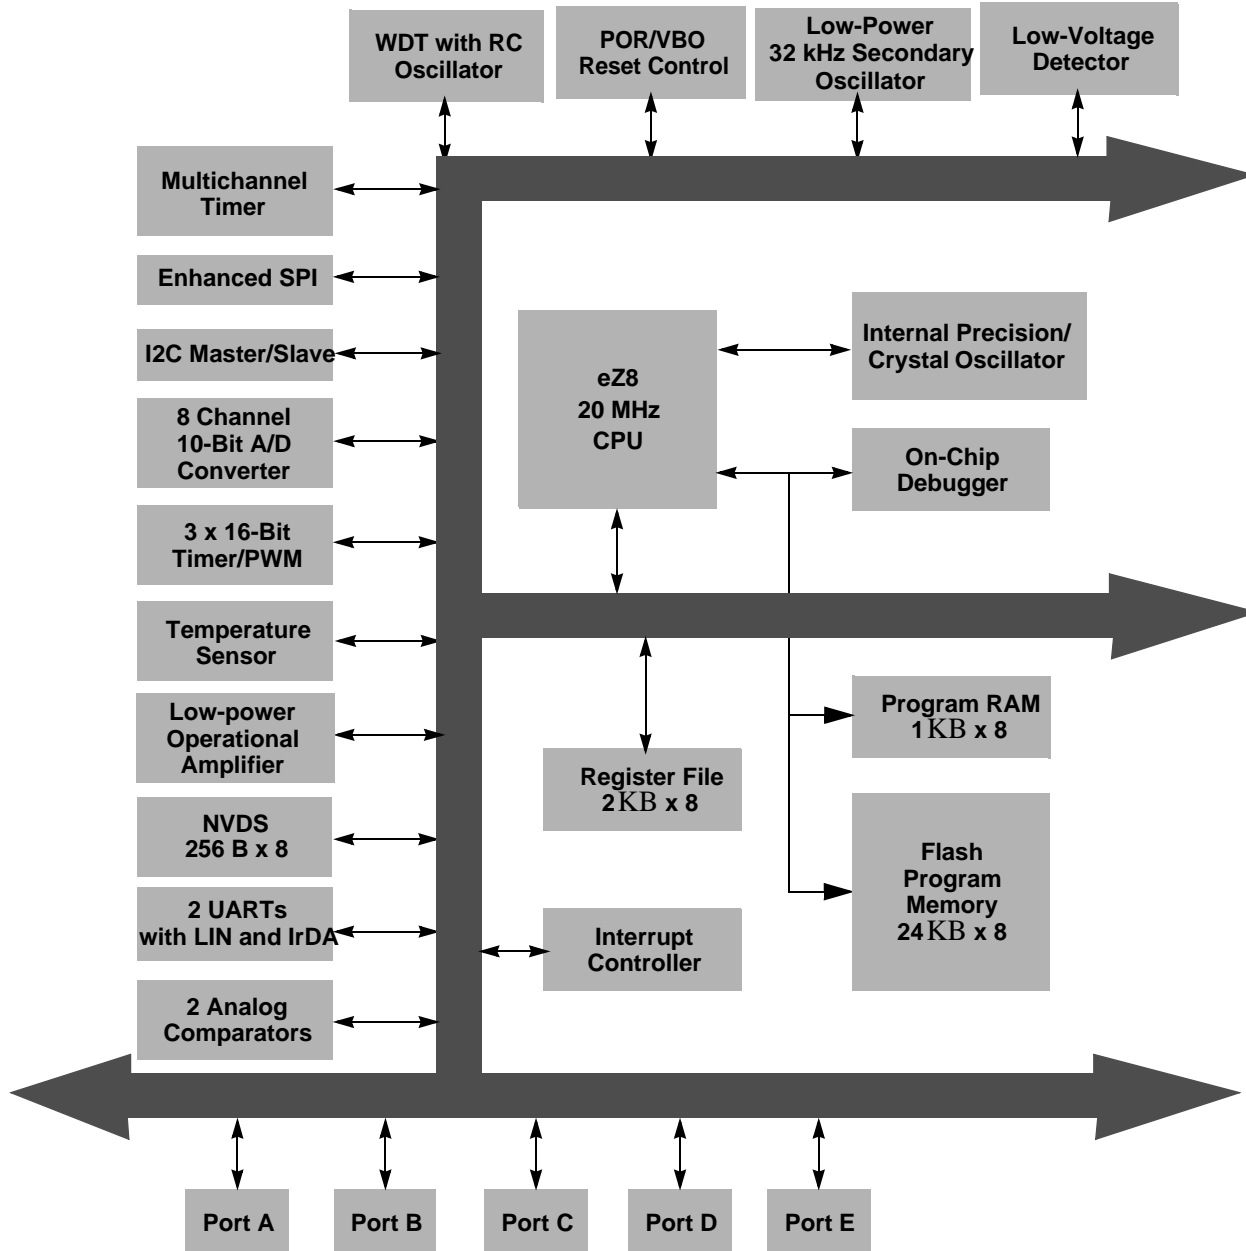 WDT with RC
Oscillator
POR/VBO
Reset Control
Low-Power
32 kHz Secondary
Oscillator
Low-Voltage
Detector
Multichannel
Timer
Enhanced SPI
I2C Master/Slave
8 Channel
10-Bit A/D
Converter
3 x 16-Bit
Timer/PWM
Temperature
Sensor
Low-power
Operational
Amplifier
NVDS
256 B x 8
2 UARTs
with LIN and IrDA
2 Analog
Comparators
eZ8
20 MHz
CPU
Internal Precision/
Crystal Oscillator
On-Chip
Debugger
Program RAM
1KB x 8
Register File
2KB x 8
Flash
Program
Memory
24KB x 8
Interrupt
Controller
Port A
Port B
Port C
Port D
Port E